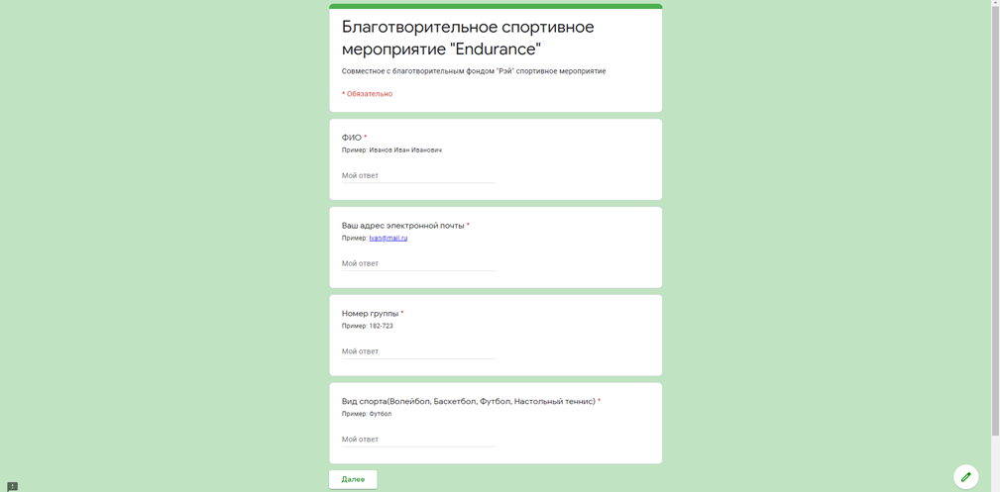 Благотворительное спортивное
мероприятие "Endurance"
Совместное с благотворительным фондом "Рэй" спортивное мероприятие
* Обязательно
ФИО *
Пример: Иванов Иван Иванович
Мой ответ
Ваш адрес электронной почты *
Пример: Ivan@mail.ru
Мой ответ
Номер группы *
Пример: 182-723
Мой ответ
Вид спорта(Волейбол, Баскетбол, Футбол, Настольный теннис) *
Пример: Футбол
Мой ответ
Далее